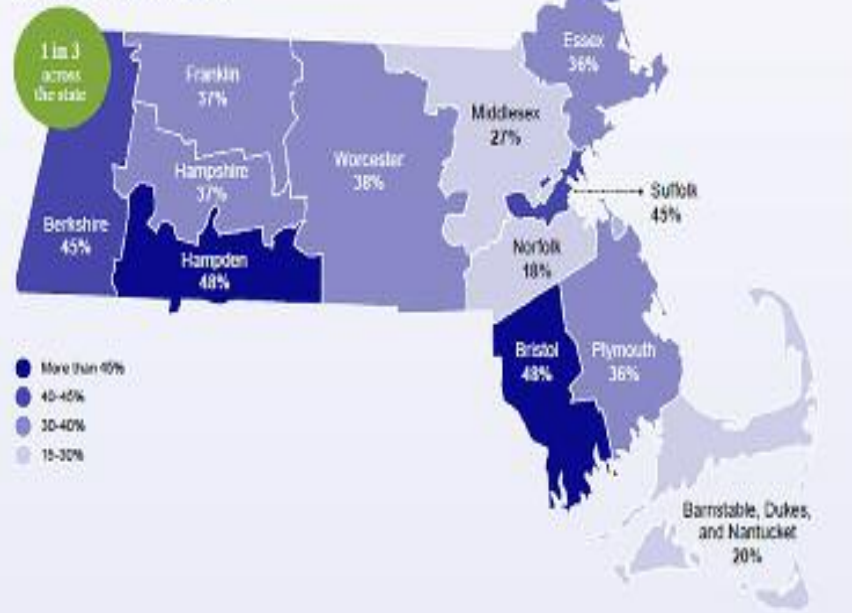 1 in 3
across
the state
Franklin
37%
Hampshire
37%
Berkshire
45%
Hampden
48%
Worcester
38%
Middlesex
27%
Essex
36%
Suffolk
45%
Norfolk
18%
Bristol
48%
Plymouth
36%
Barnstable, Dukes,
and Nantucket
20%
More than 45%
40-45%
30-40%
15-30%